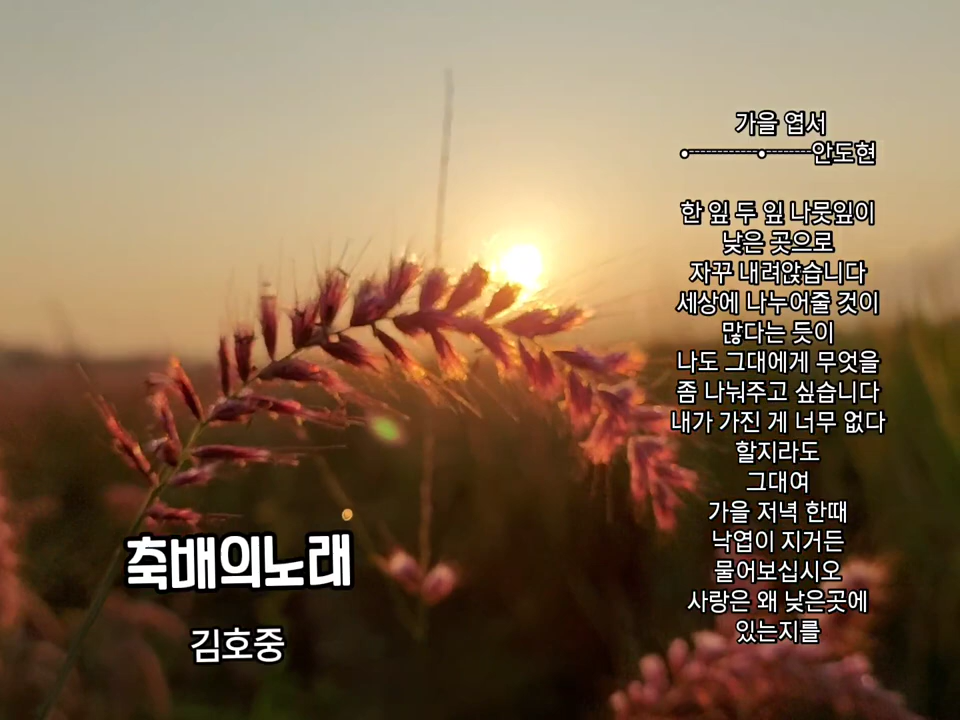 가을 엽서
•------------•--------안도현
한 잎 두 잎 나뭇잎이
낮은 곳으로
자꾸 내려앉습니다
세상에 나누어줄 것이
많다는 듯이
나도 그대에게 무엇을
좀 나눠주고 싶습니다
내가 가진 게 너무 없다
할지라도
그대여
가을 저녁 한때
낙엽이 지거든
물어보십시오
사랑은 왜 낮은곳에
있는지를
축배의노래
김호중